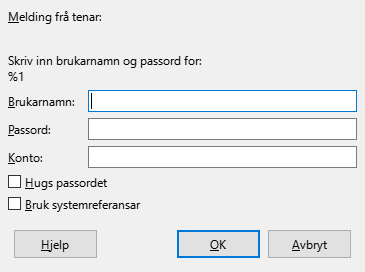 Melding frå tenar:
Skriv inn brukarnamn og passord for:
%1
Brukarnamn:
Passord:
Konto:
Hugs passordet
Bruk systemreferansar
Hjelp
OK
Avbryt